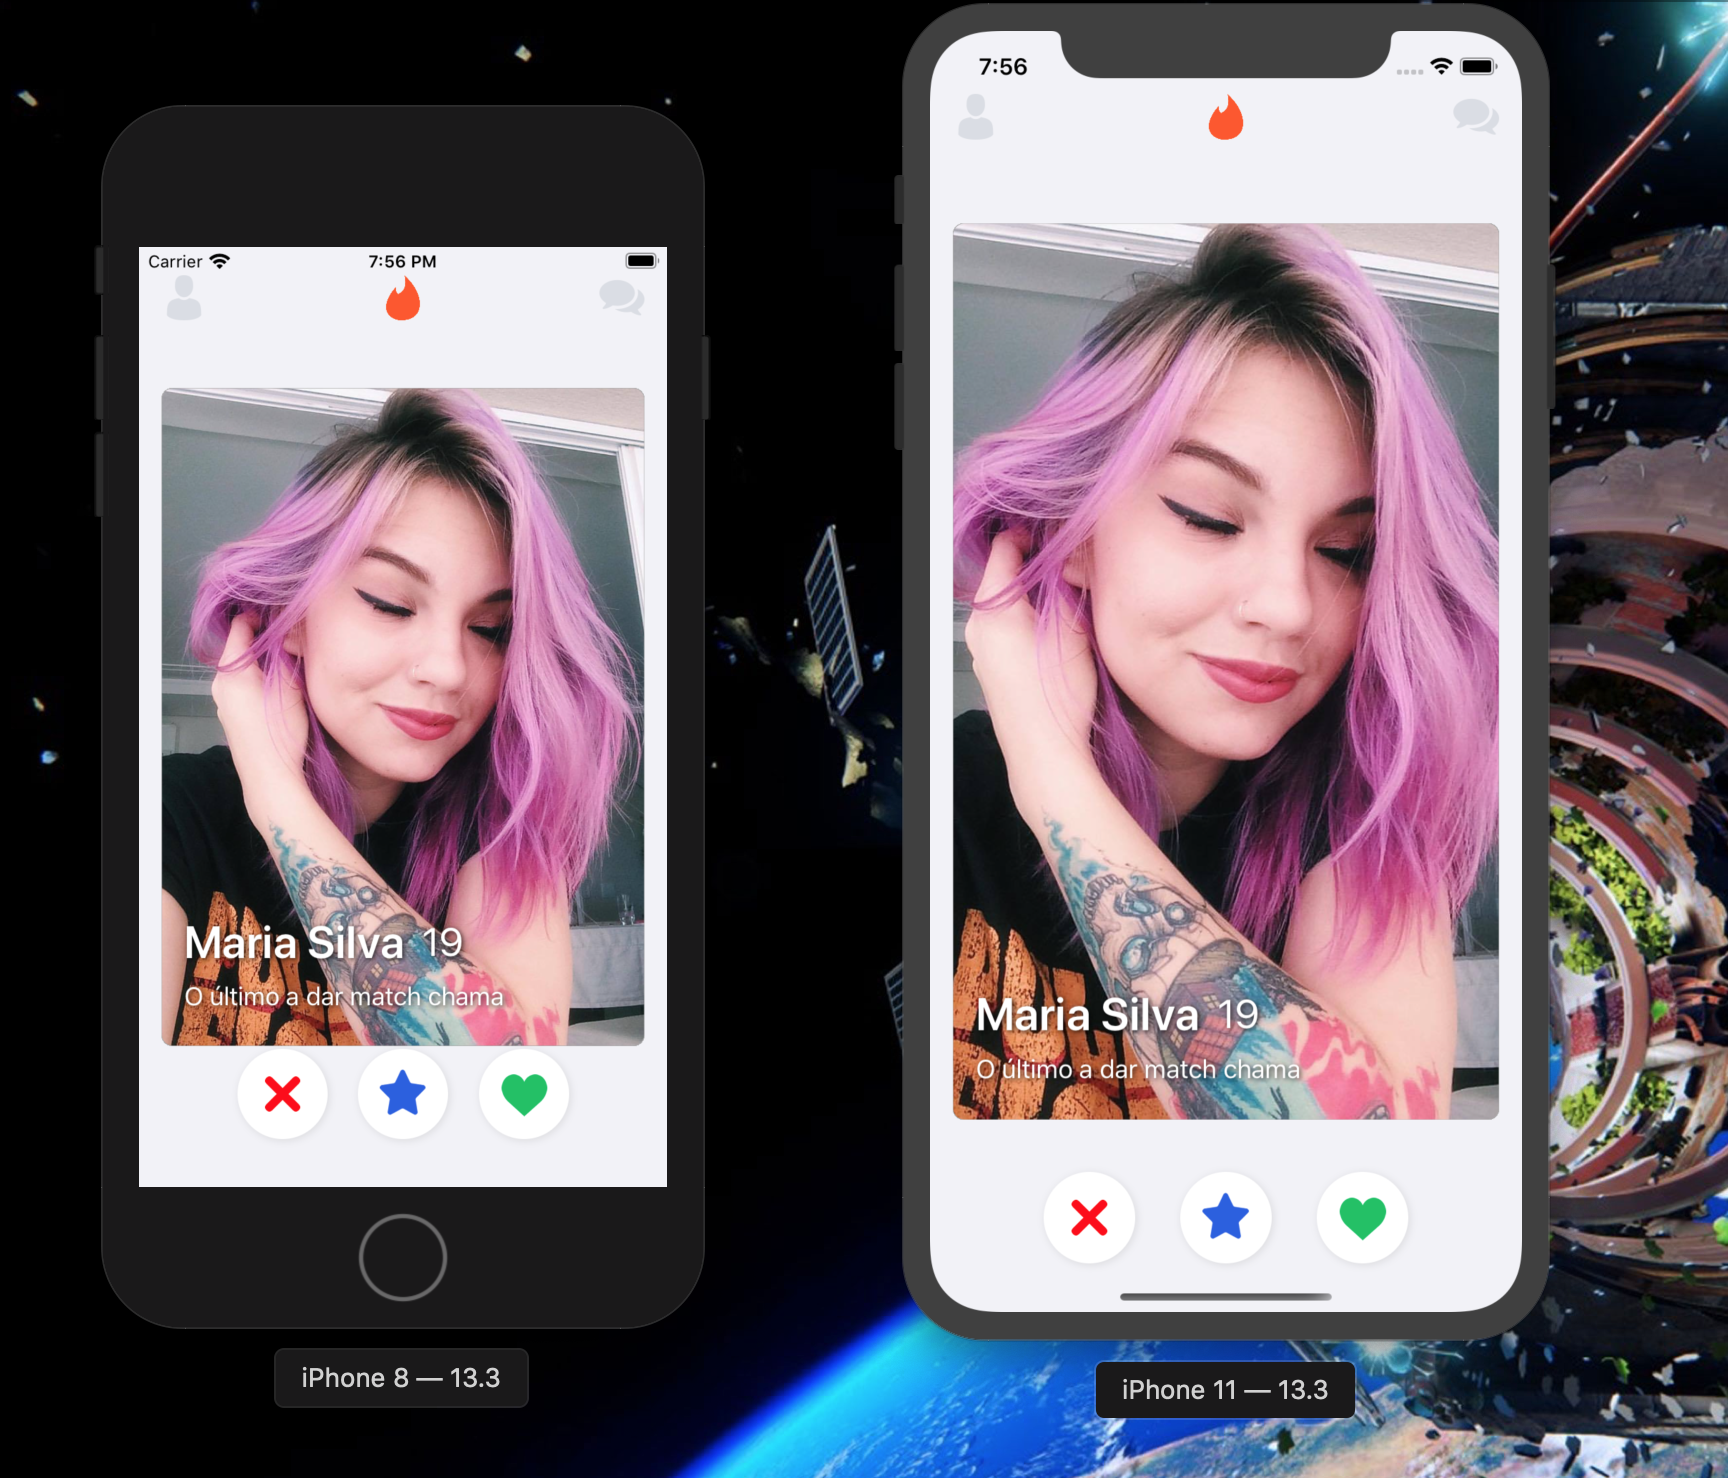 Carrier 7:56 PM
Maria Silva 19
O último a dar match chama
iPhone 8 — 13.3
7:56
Maria Silva 19
O último a dar match chama
iPhone 11 — 13.3